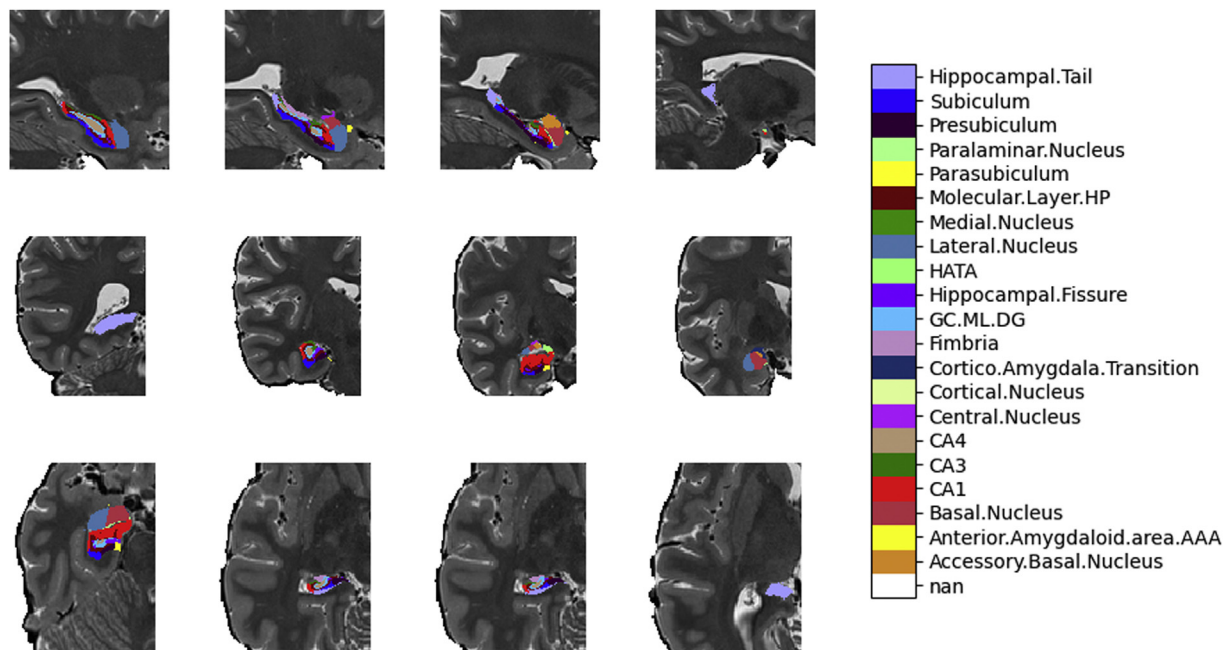 Hippocampal.Tail
Subiculum
Presubiculum
Paralaminar.Nucleus
Parasubiculum
Molecular.Layer.HP
Medial.Nucleus
Lateral.Nucleus
HATA
Hippocampal.Fissure
GC.ML.DG
Fimbria
Cortico.Amygdala.Transition
Cortical.Nucleus
Central.Nucleus
CA4
CA3
CA1
Basal.Nucleus
Anterior.Amygdaloid.area.AAA
Accessory.Basal.Nucleus
nan